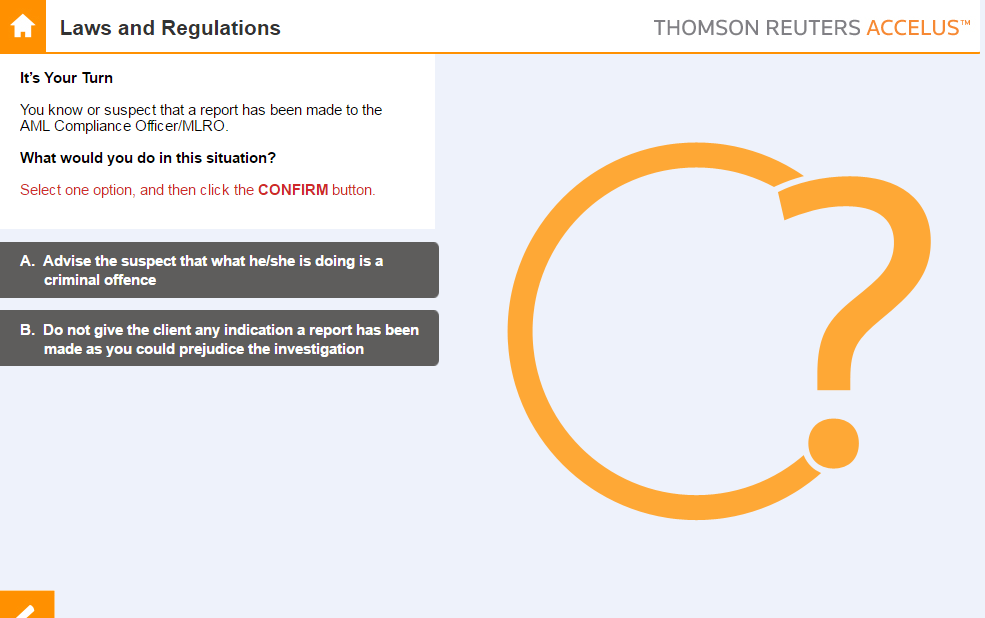 Laws and Regulations
THOMSON REUTERS ACCELUS™
It's Your Turn
You know or suspect that a report has been made to the
AML Compliance Officer/MLRO.
What would you do in this situation?
Select one option, and then click the CONFIRM button.
A. Advise the suspect that what he/she is doing is a
criminal offence
B. Do not give the client any indication a report has been
made as you could prejudice the investigation